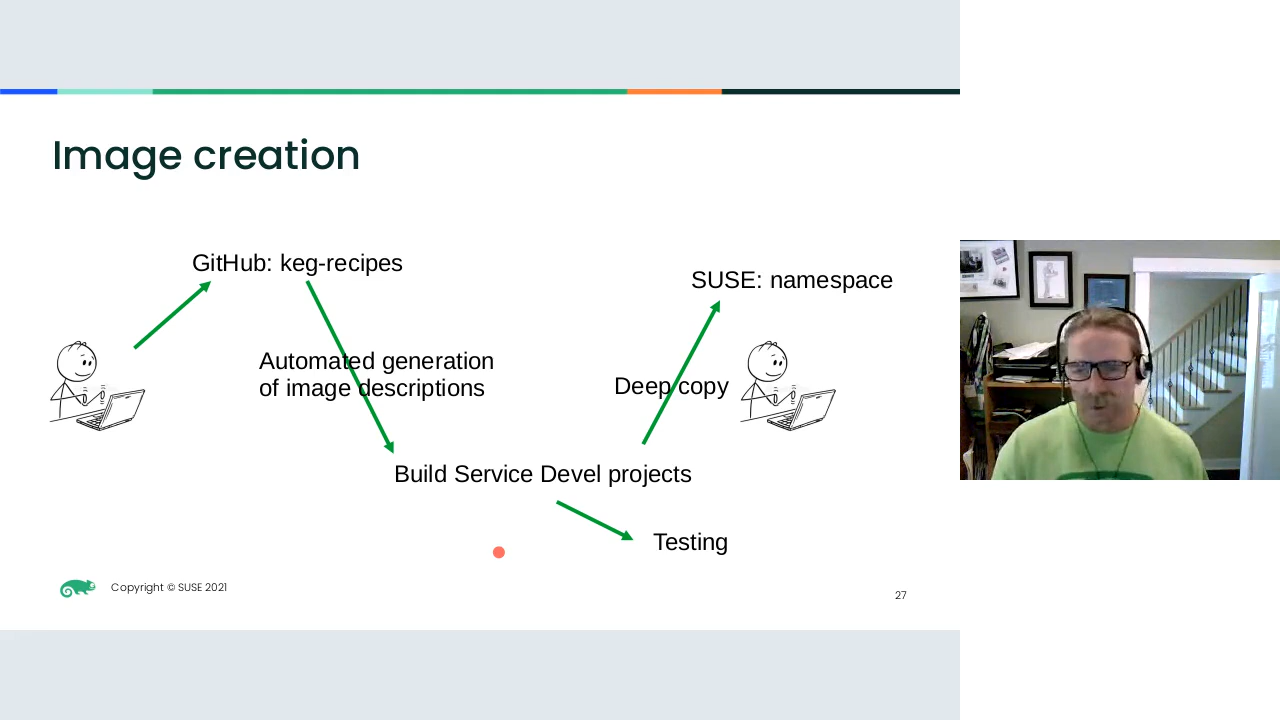 Image creation
GitHub: keg-recipes
SUSE: namespace
Automated generation
of image descriptions
Deep copy
Build Service Devel projects
Testing
Copyright © SUSE 2021
27